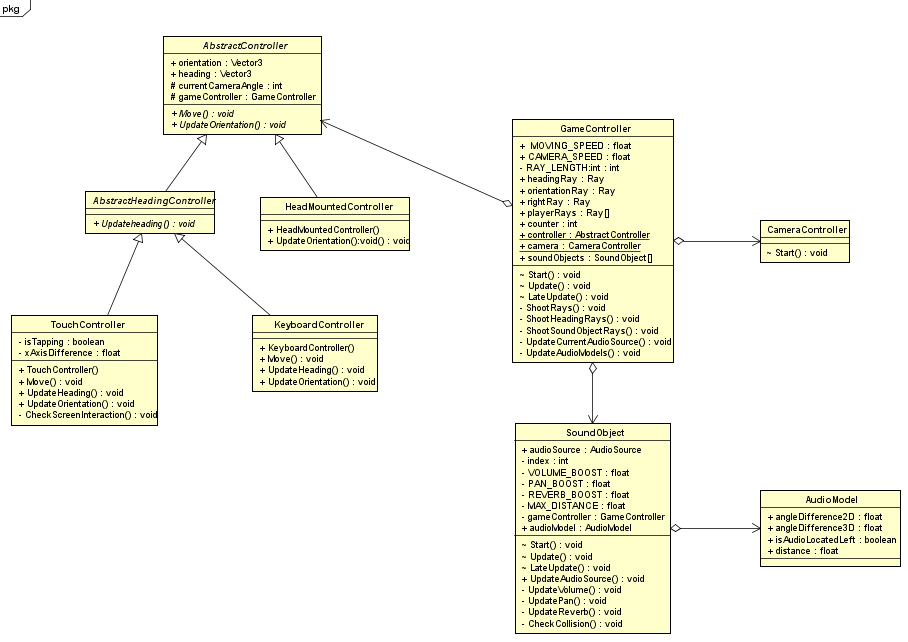 pkg
AbstractController
+ orientation : Vector3
+ heading : Vector3
# currentCameraAngle : int
# gameController : GameController
+ Move() : void
+ UpdateOrientation() : void
AbstractHeadingController
+ Updateheading() : void
HeadMountedController
+ HeadMountedController()
+ UpdateOrientation():void() : void
TouchController
- isTapping : boolean
- xAxisDifference : float
+ TouchController()
+ Move() : void
+ UpdateHeading() : void
+ UpdateOrientation() : void
- CheckScreenInteraction() : void
KeyboardController
+ KeyboardController()
+ Move() : void
+ UpdateHeading() : void
+ UpdateOrientation() : void
GameController
+ MOVING_SPEED : float
+ CAMERA_SPEED : float
- RAY_LENGTH:int : int
+ headingRay : Ray
+ orientationRay : Ray
+ rightRay : Ray
+ playerRays : Ray[]
+ counter : int
+ controller : AbstractController
+ camera : CameraController
+ soundObjects : SoundObject[]
~ Start() : void
~ Update() : void
~ LateUpdate() : void
- ShootRays() : void
- ShootHeadingRays() : void
- ShootSoundObjectRays() : void
- UpdateCurrentAudioSource() : void
- UpdateAudioModels() : void
CameraController
~ Start() : void
SoundObject
+ audioSource : AudioSource
- index : int
- VOLUME_BOOST : float
- PAN_BOOST : float
- REVERB_BOOST : float
- MAX_DISTANCE : float
- gameController : GameController
+ audioModel : AudioModel
~ Start() : void
~ Update() : void
~ LateUpdate() : void
+ UpdateAudioSource() : void
- UpdateVolume() : void
- UpdatePan() : void
- UpdateReverb() : void
- CheckCollision() : void
AudioModel
+ angleDifference2D : float
+ angleDifference3D : float
+ isAudioLocatedLeft : boolean
+ distance : float